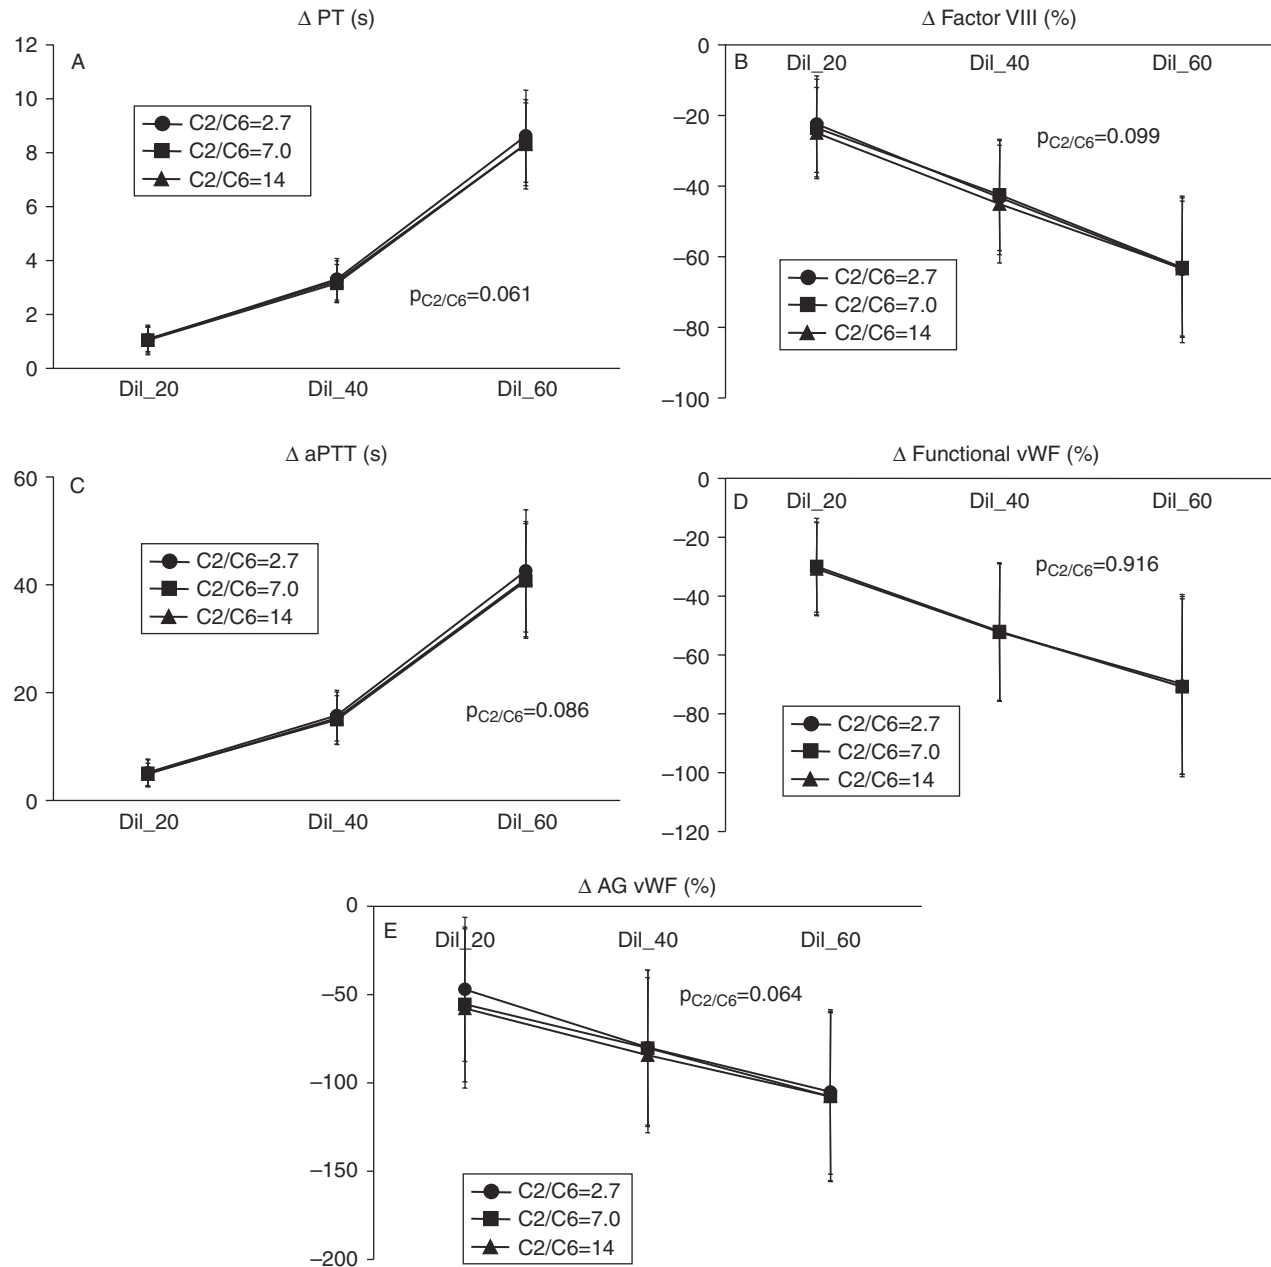 Δ PT (s)
12
10
8
6
4
2
0
A
C2/C6=2.7
C2/C6=7.0
C2/C6=14
pC2/C6=0.061
Dil_20 Dil_40 Dil_60
Δ Factor VIII (%)
0
–20
–40
–60
–80
–100
B
Dil_20 Dil_40 Dil_60
pC2/C6=0.099
C2/C6=2.7
C2/C6=7.0
C2/C6=14
Δ aPTT (s)
60
40
20
0
C
C2/C6=2.7
C2/C6=7.0
C2/C6=14
pC2/C6=0.086
Dil_20 Dil_40 Dil_60
Δ Functional vWF (%)
0
–20
–40
–60
–80
–100
–120
D
Dil_20 Dil_40 Dil_60
pC2/C6=0.916
C2/C6=2.7
C2/C6=7.0
C2/C6=14
Δ AG vWF (%)
0
–50
–100
–150
–200
E
Dil_20 Dil_40 Dil_60
pC2/C6=0.064
C2/C6=2.7
C2/C6=7.0
C2/C6=14